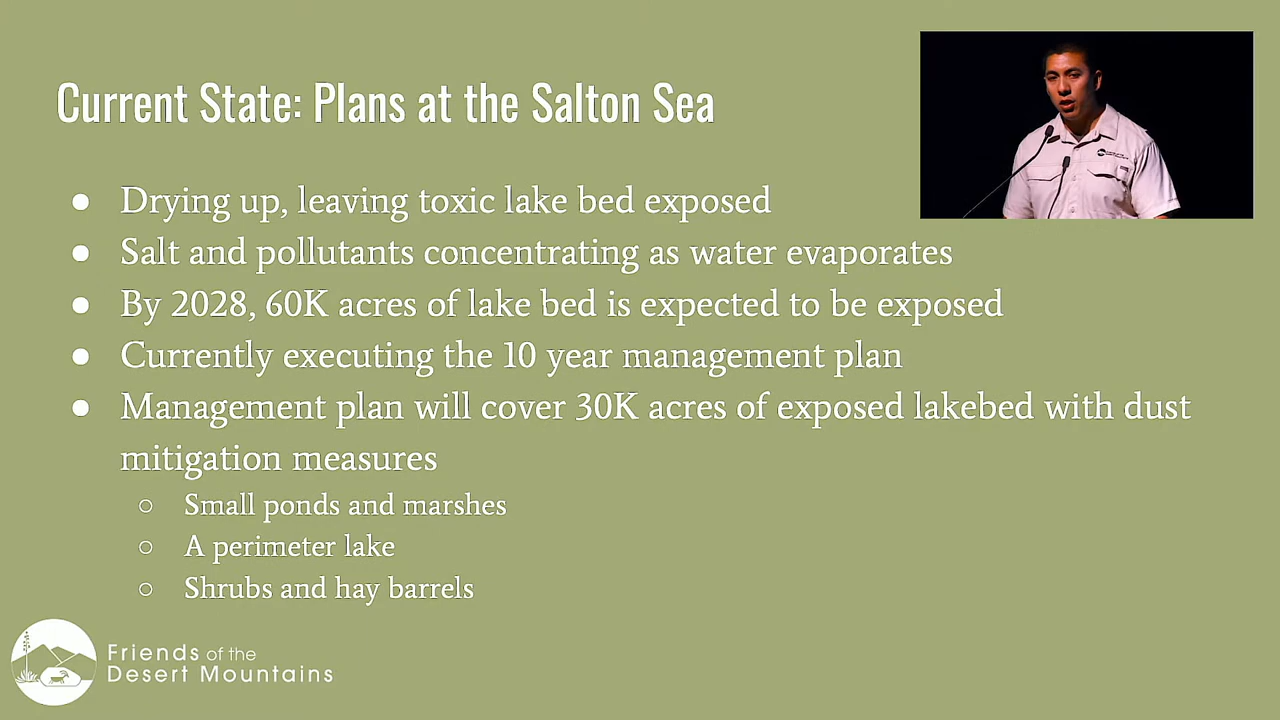 Current State: Plans at the Salton Sea
● Drying up, leaving toxic lake bed exposed
● Salt and pollutants concentrating as water evaporates
● By 2028, 60K acres of lake bed is expected to be exposed
● Currently executing the 10 year management plan
● Management plan will cover 30K acres of exposed lakebed with dust
mitigation measures
○ Small ponds and marshes
○ A perimeter lake
○ Shrubs and hay barrels
Friends of the
Desert Mountains